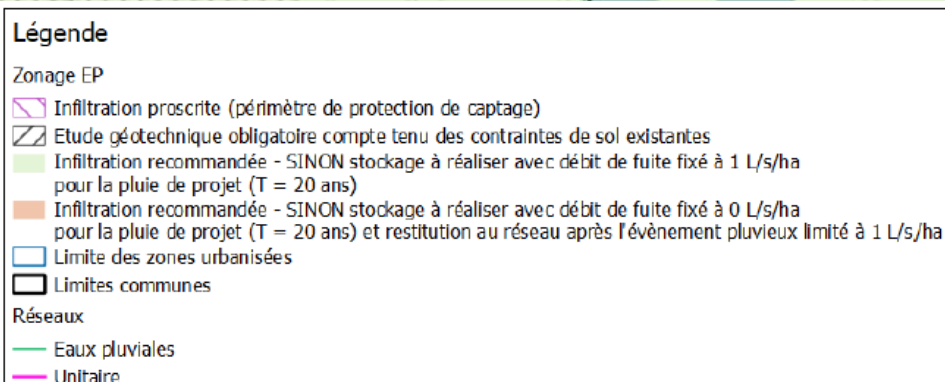 Légende
Zonage EP
Infiltration proscrite (périmètre de protection de captage)
Etude géotechnique obligatoire compte tenu des contraintes de sol existantes
Infiltration recommandée - SINON stockage à réaliser avec débit de fuite fixé à 1 L/s/ha
pour la pluie de projet (T = 20 ans)
Infiltration recommandée - SINON stockage à réaliser avec débit de fuite fixé à 0 L/s/ha
pour la pluie de projet (T = 20 ans) et restitution au réseau après l'évènement pluvieux limité à 1 L/s/ha
Limite des zones urbanisées
Limites communes
Réseaux
Eaux pluviales
Unitaire